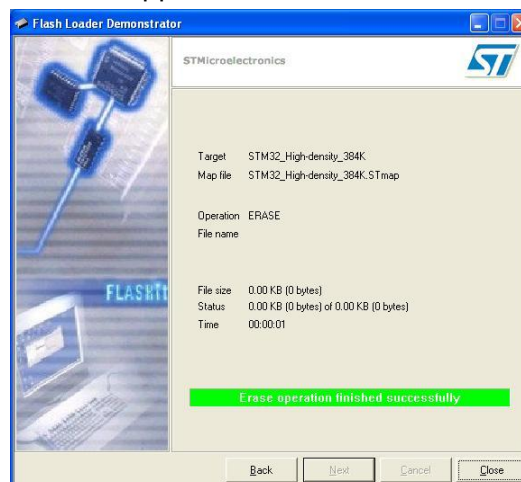 Flash Loader Demonstrator
STMicroelectronics
ST
Target STM32_High-density_384K
Map file STM32_High-density_384K.STmap
Operation ERASE
File name
File size 0.00 KB (0 bytes)
Status 0.00 KB (0 bytes) of 0.00 KB (0 bytes)
Time 00:00:01
FLASHIT
Erase operation finished successfully
Back Next Cancel Close